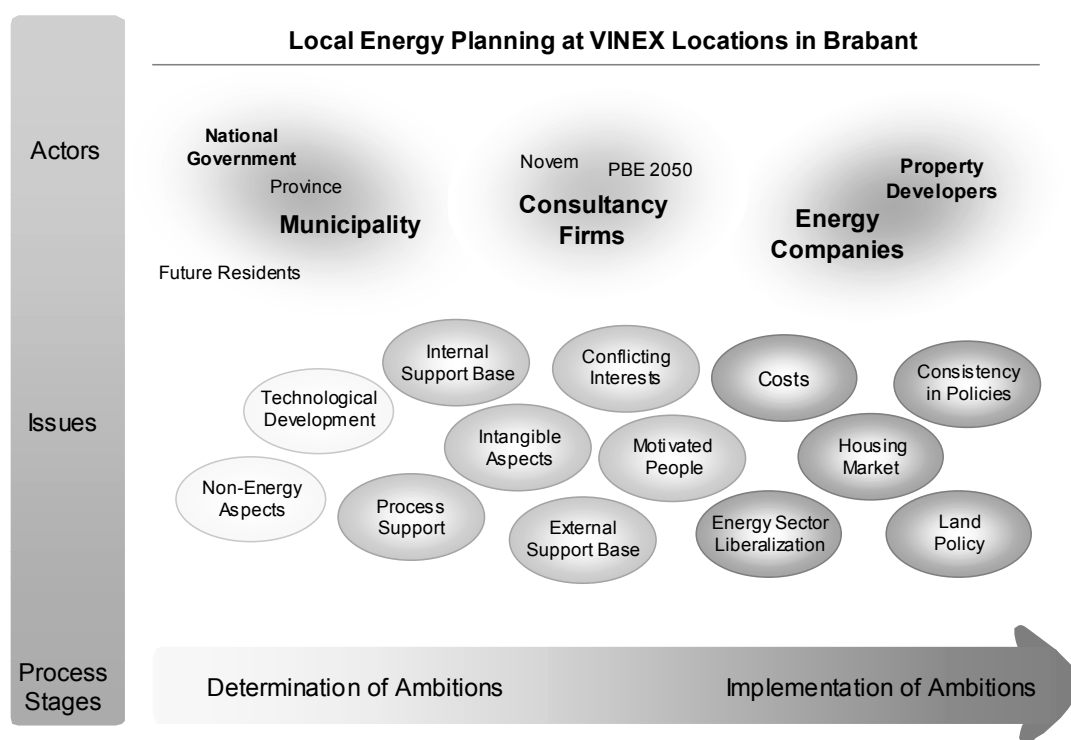 Local Energy Planning at VINEX Locations in Brabant
Actors
National
Government
Province
Municipality
Future Residents
Novem
PBE 2050
Consultancy
Firms
Property
Developers
Energy
Companies
Issues
Internal
Support Base
Conflicting
Interests
Costs
Consistency
in Policies
Technological
Development
Intangible
Aspects
Motivated
People
Housing
Market
Non-Energy
Aspects
Process
Support
External
Support Base
Energy Sector
Liberalization
Land
Policy
Process
Stages
Determination of Ambitions
Implementation of Ambitions